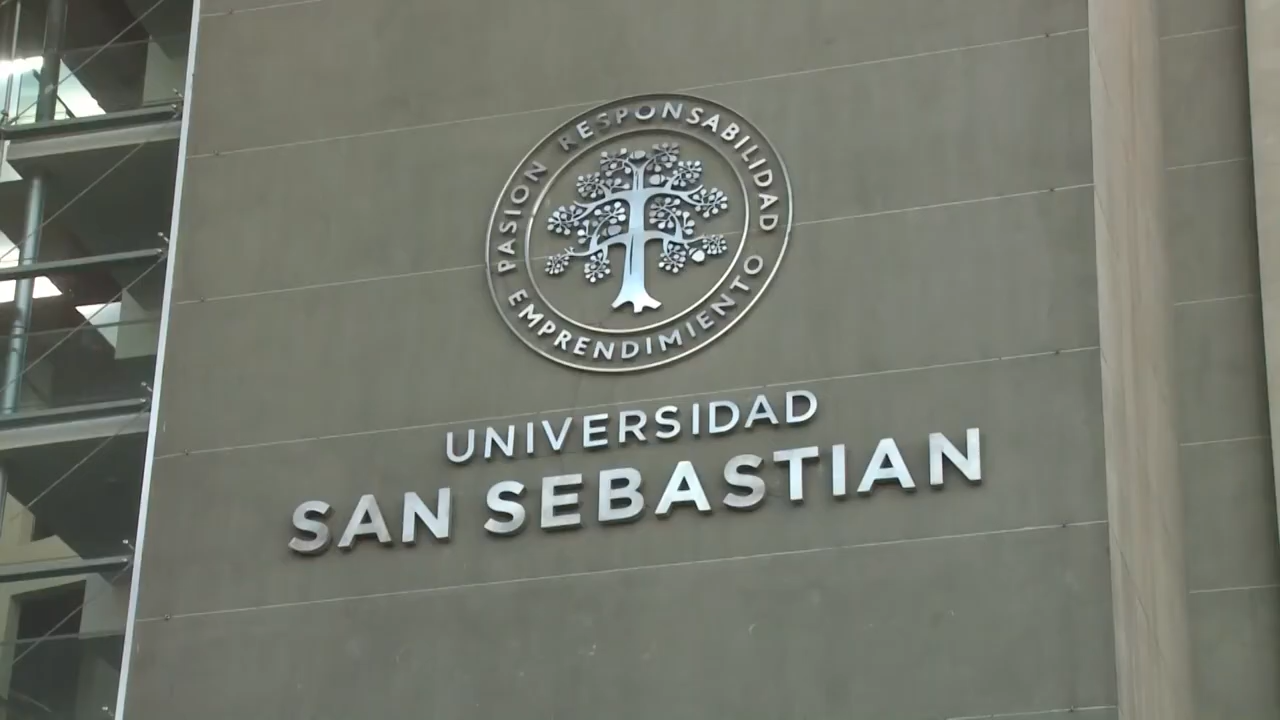 PASION RESPONSABILIDAD
EMPRENDIMIENTO
UNIVERSIDAD
SAN SEBASTIAN